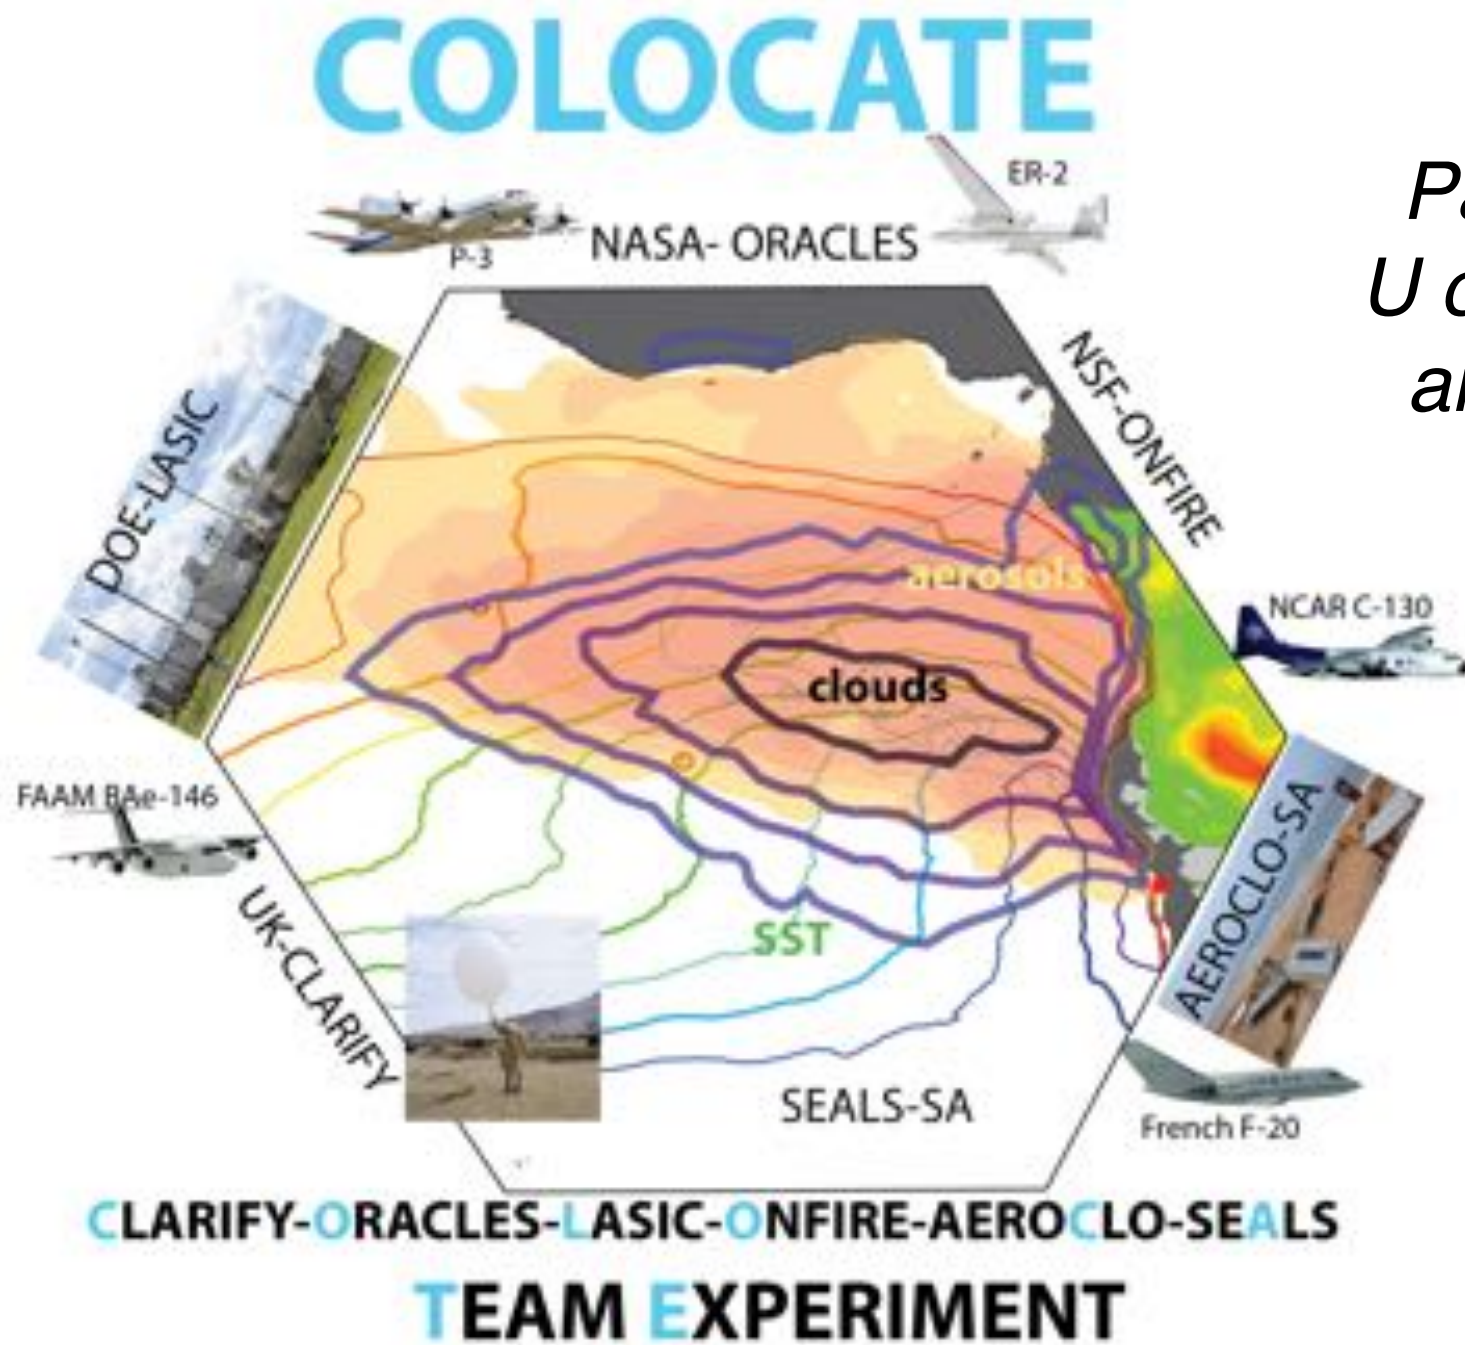 COLOCATE
ER-2
P-3
NASA- ORACLES
NSF-ONFIRE
DOE-LASIC
aerosols
NCAR C-130
clouds
FAAM BAe-146
AEROCLO-SA
UK-CLARIFY
SST
SEALS-SA
French F-20
CLARIFY-ORACLES-LASIC-ONFIRE-AEROCLO-SEALS
TEAM EXPERIMENT
U